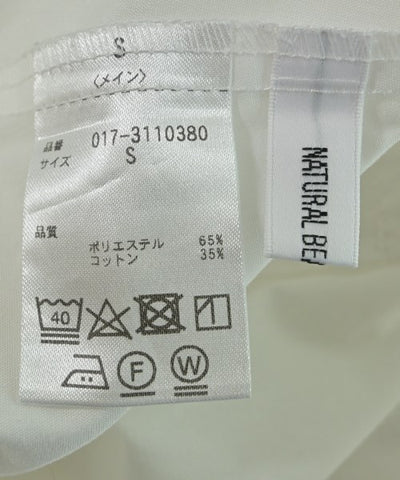 S
〈メイン〉
品番 017-3110380
サイズ S
品質
ポリエステル 65%
コットン 35%
40
F
W
NATURAL BE